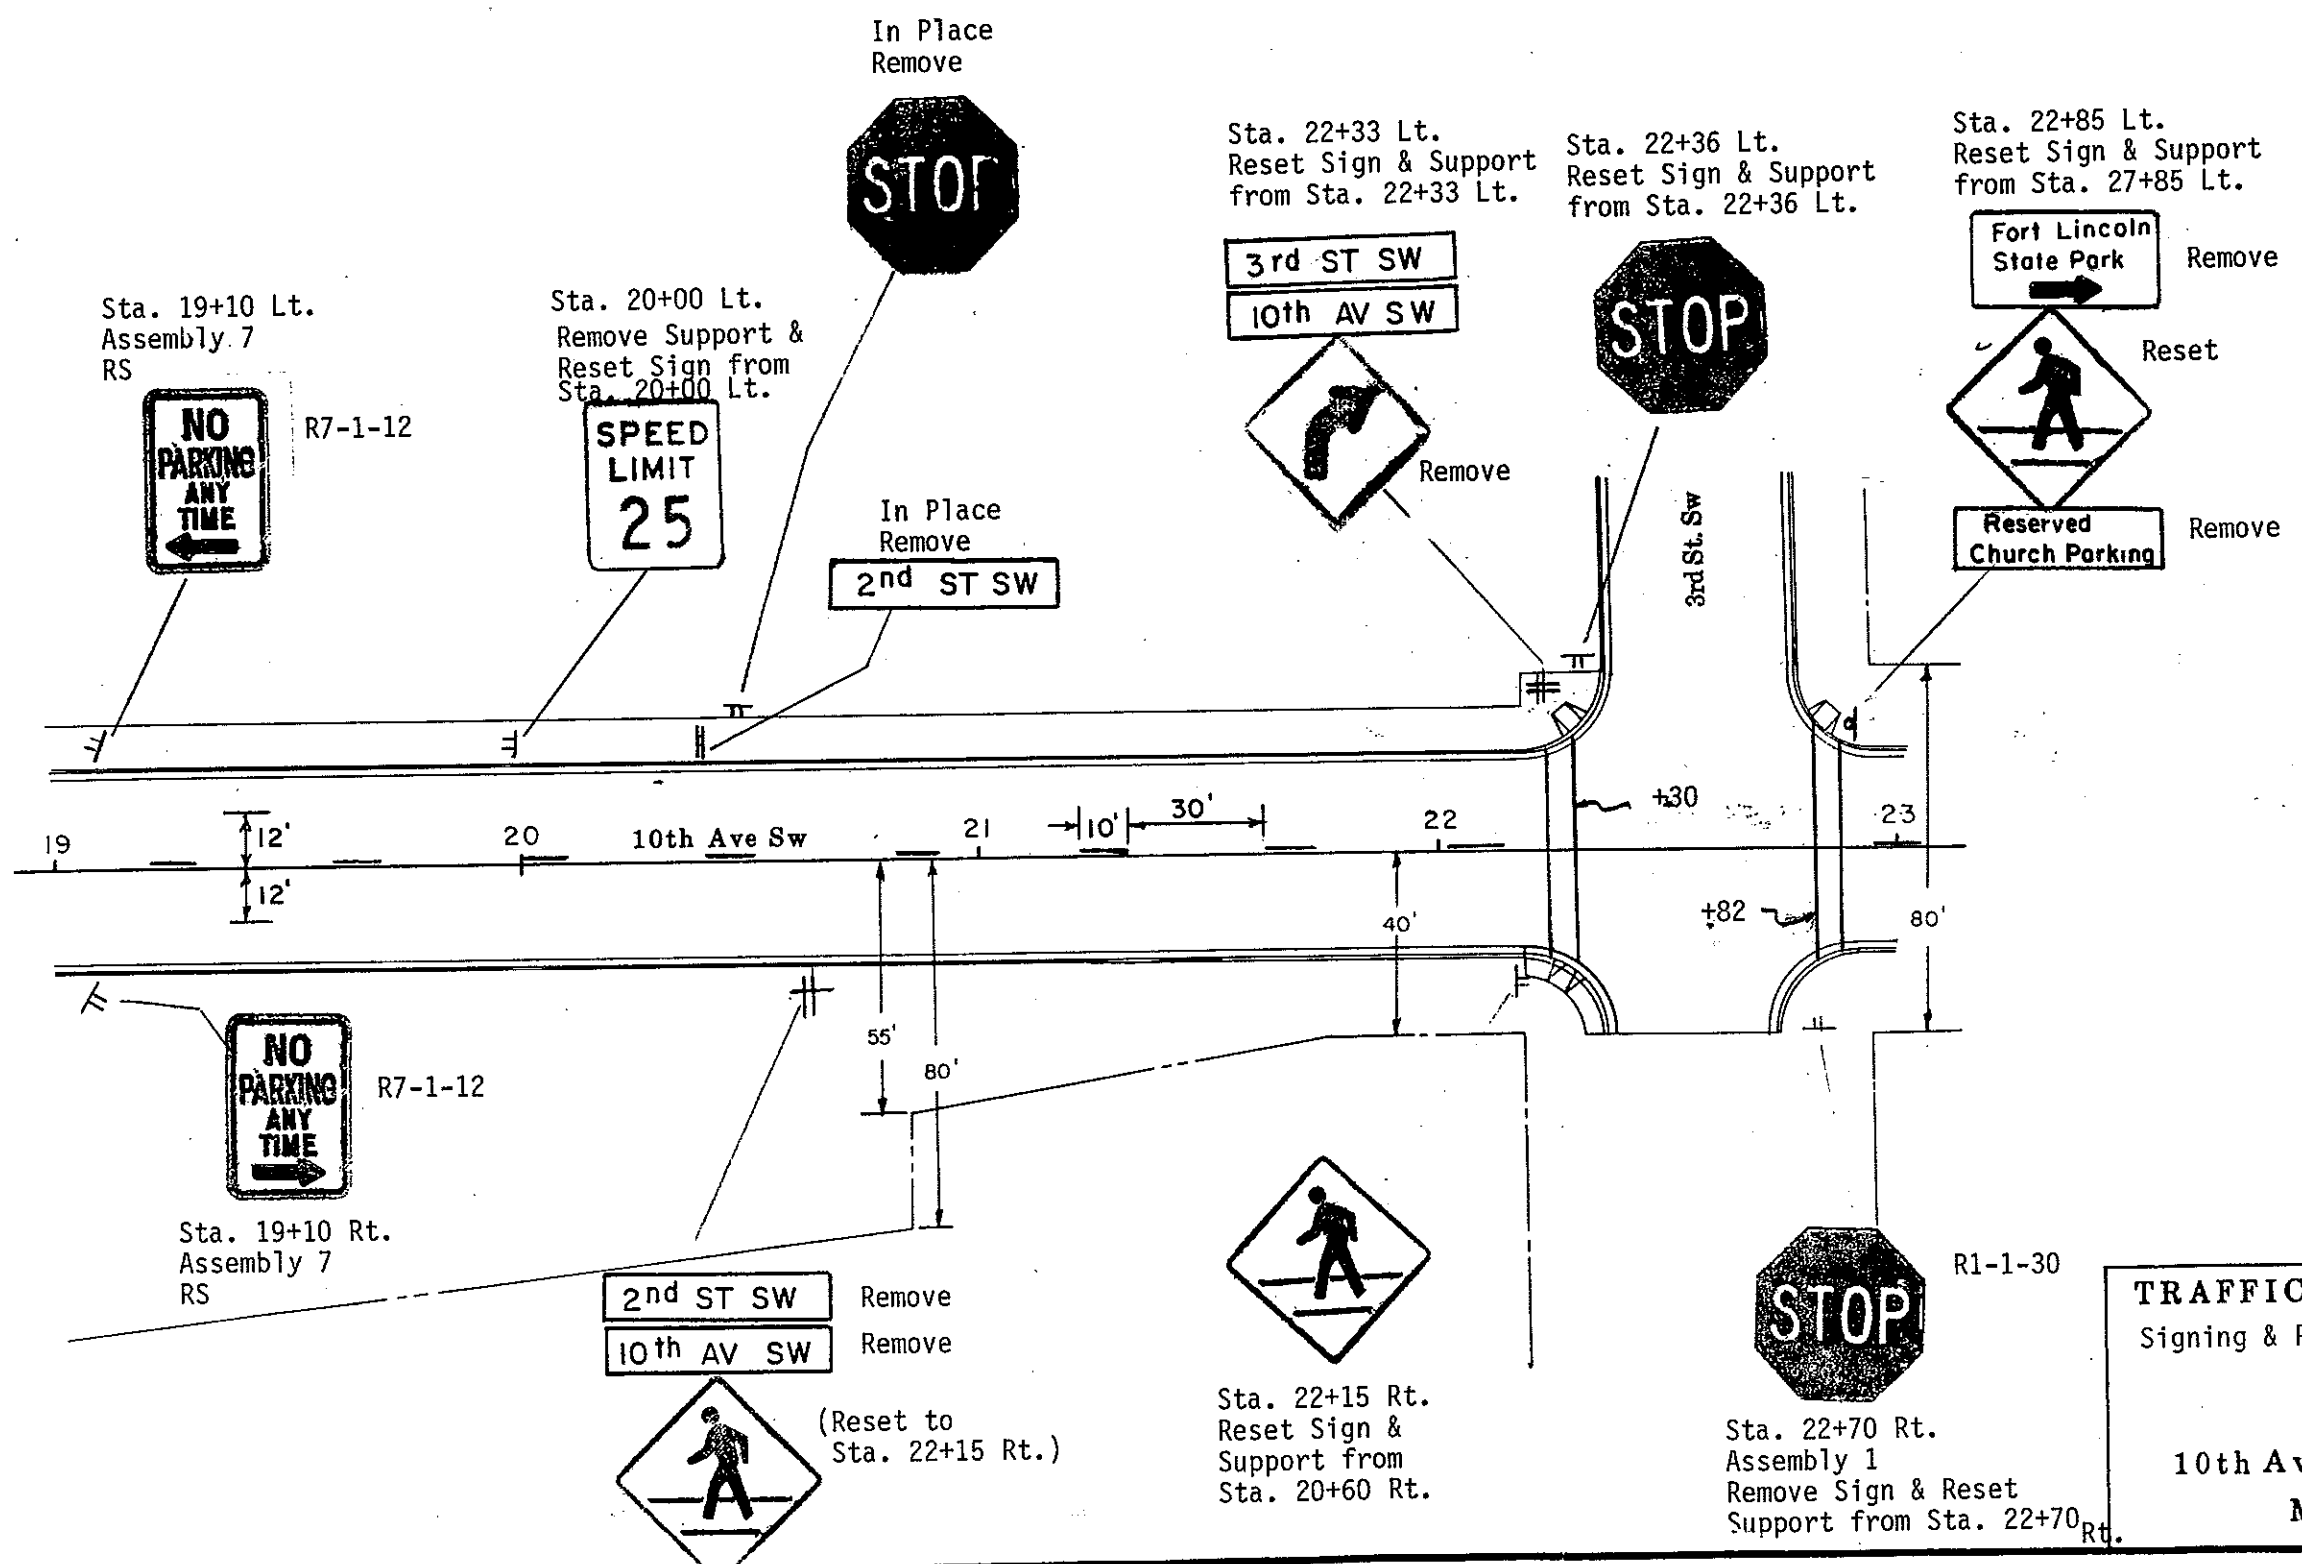 In Place
Remove
STOP
Sta. 19+10 Lt.
Assembly 7
RS
NO
PARKING
ANY
TIME
R7-1-12
Sta. 20+00 Lt.
Remove Support &
Reset Sign from
Sta. 20+00 Lt.
SPEED
LIMIT
25
In Place
Remove
2nd ST SW
Sta. 22+33 Lt.
Reset Sign & Support
from Sta. 22+33 Lt.
3rd ST SW
10th AV SW
Remove
Sta. 22+36 Lt.
Reset Sign & Support
from Sta. 22+36 Lt.
STOP
3rd St. Sw
Sta. 22+85 Lt.
Reset Sign & Support
from Sta. 27+85 Lt.
Fort Lincoln
State Park
Remove
Reset
Reserved
Church Parking
Remove
19
12'
12'
20
10th Ave Sw
21
10'
30'
22
+30
23
+82
80'
40'
55'
80'
NO
PARKING
ANY
TIME
R7-1-12
Sta. 19+10 Rt.
Assembly 7
RS
2nd ST SW
Remove
10th AV SW
Remove
(Reset to
Sta. 22+15 Rt.)
Sta. 22+15 Rt.
Reset Sign &
Support from
Sta. 20+60 Rt.
STOP
R1-1-30
Sta. 22+70 Rt.
Assembly 1
Remove Sign & Reset
Support from Sta. 22+70 Rt.
TRAFFIC
Signing &
10th Av